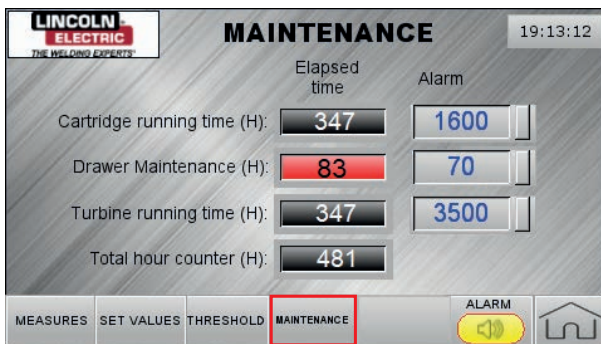 LINCOLN
ELECTRIC
THE WELDING EXPERTS®
MAINTENANCE
19:13:12
Elapsed
time
Alarm
Cartridge running time (H): 347 1600
Drawer Maintenance (H): 83 70
Turbine running time (H): 347 3500
Total hour counter (H): 481
MEASURES SET VALUES THRESHOLD MAINTENANCE
ALARM